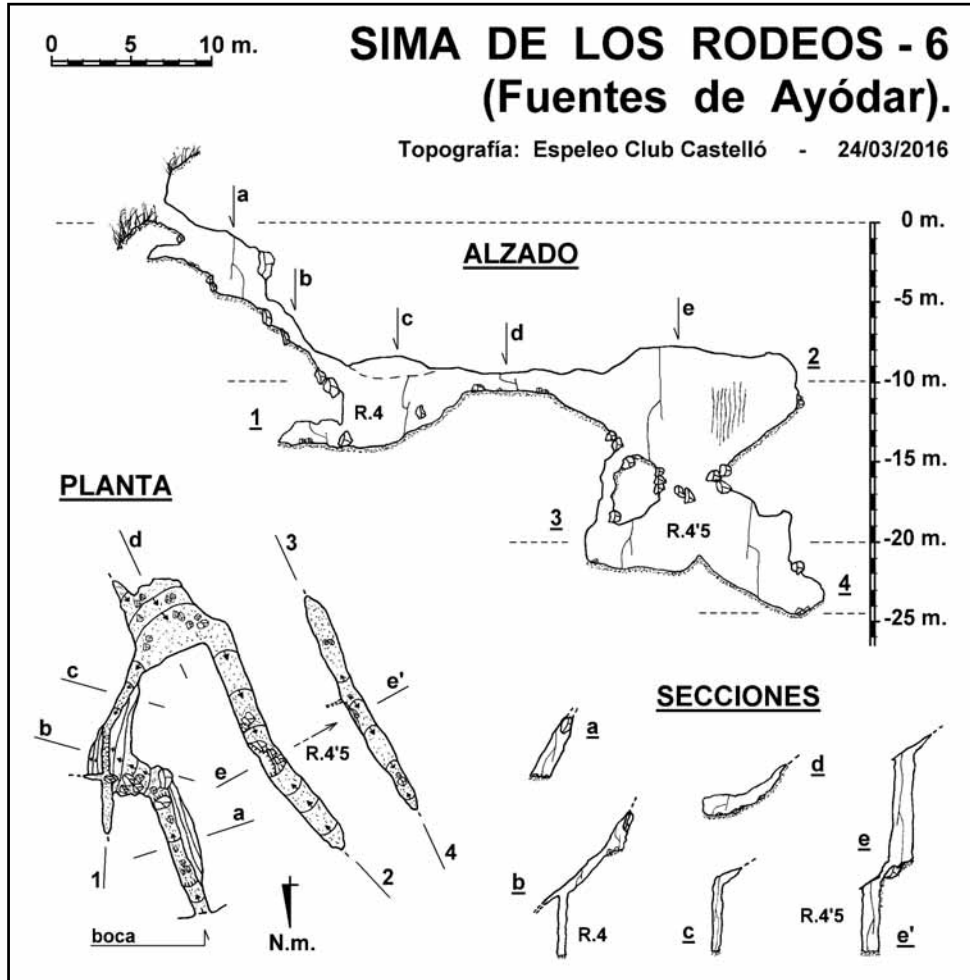 0 5 10 m.
SIMA DE LOS RODEOS - 6
(Fuentes de Ayódar).
Topografía: Espeleo Club Castelló - 24/03/2016
a
0 m.
ALZADO
b
-5 m.
c
d
e
2
-10 m.
1
R.4
-15 m.
PLANTA
3
R.4'5
-20 m.
4
-25 m.
d
3
c
e'
SECCIONES
b
R.4'5
e
a
1
2
4
boca
N.m.
a
d
b
R.4
c
e
R.4'5
e'